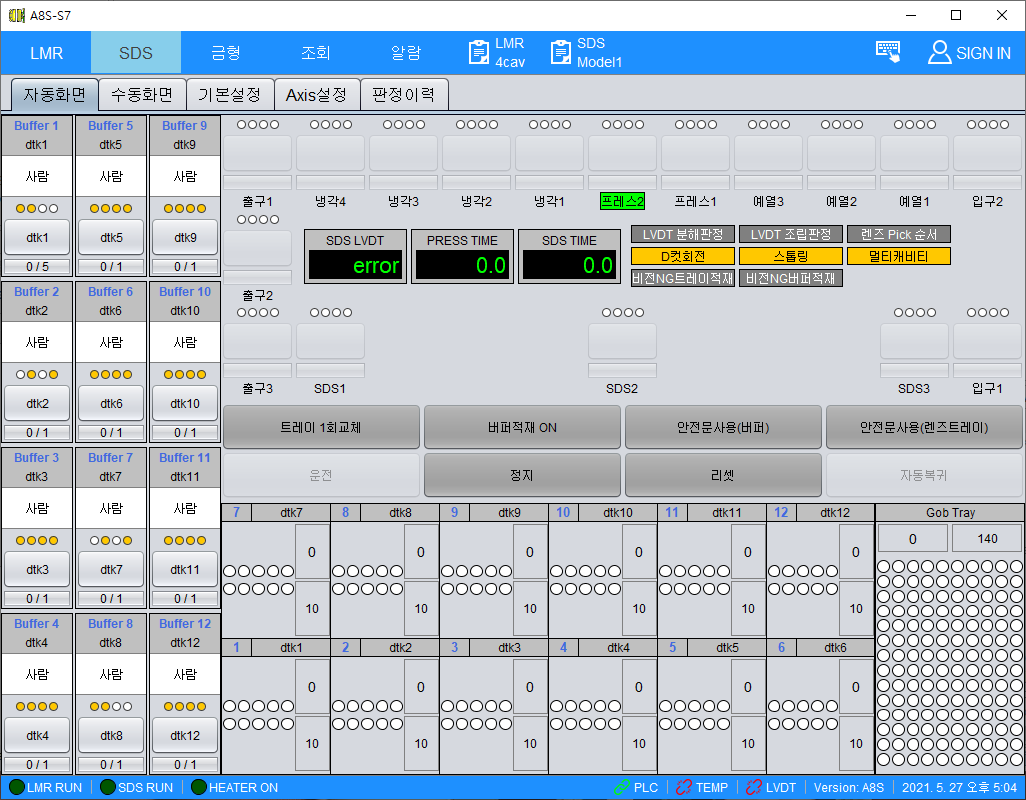 A8S-S7
LMR SDS 금형 조회 알람 LMR 4cav SDS Model1 SIGN IN
자동화면 수동화면 기본설정 Axis설정 판정이력
Buffer 1 Buffer 5 Buffer 9
dtk1 dtk5 dtk9
사람 사람 사람
dtk1 dtk5 dtk9
0 / 5 0 / 1 0 / 1
Buffer 2 Buffer 6 Buffer 10
dtk2 dtk6 dtk10
사람 사람 사람
dtk2 dtk6 dtk10
0 / 1 0 / 1 0 / 1
Buffer 3 Buffer 7 Buffer 11
dtk3 dtk7 dtk11
사람 사람 사람
dtk3 dtk7 dtk11
0 / 1 0 / 1 0 / 1
Buffer 4 Buffer 8 Buffer 12
dtk4 dtk8 dtk12
사람 사람 사람
dtk4 dtk8 dtk12
0 / 1 0 / 1 0 / 1
출구1 냉각4 냉각3 냉각2 냉각1 프레스2 프레스1 예열3 예열2 예열1 입구2
SDS LVDT PRESS TIME SDS TIME
error 0.0 0.0
LVDT 분해판정 LVDT 조립판정 렌즈 Pick 순서
D컷회전 스톱링 멀티캐비티
비전NG트레이적재 비전NG버퍼적재
출구2
출구3 SDS1 SDS2 SDS3 입구1
트레이 1회교체 버퍼적재 ON 안전문사용(버퍼) 안전문사용(렌즈트레이)
운전 정지 리셋 자동복귀
7 dtk7 8 dtk8 9 dtk9 10 dtk10 11 dtk11 12 dtk12 Gob Tray
0 0 0 0 0 0 0 140
10 10 10 10 10 10
1 dtk1 2 dtk2 3 dtk3 4 dtk4 5 dtk5 6 dtk6
0 0 0 0 0 0
10 10 10 10 10 10
LMR RUN SDS RUN HEATER ON PLC TEMP LVDT Version: A8S 2021. 5. 27 오후 5:04